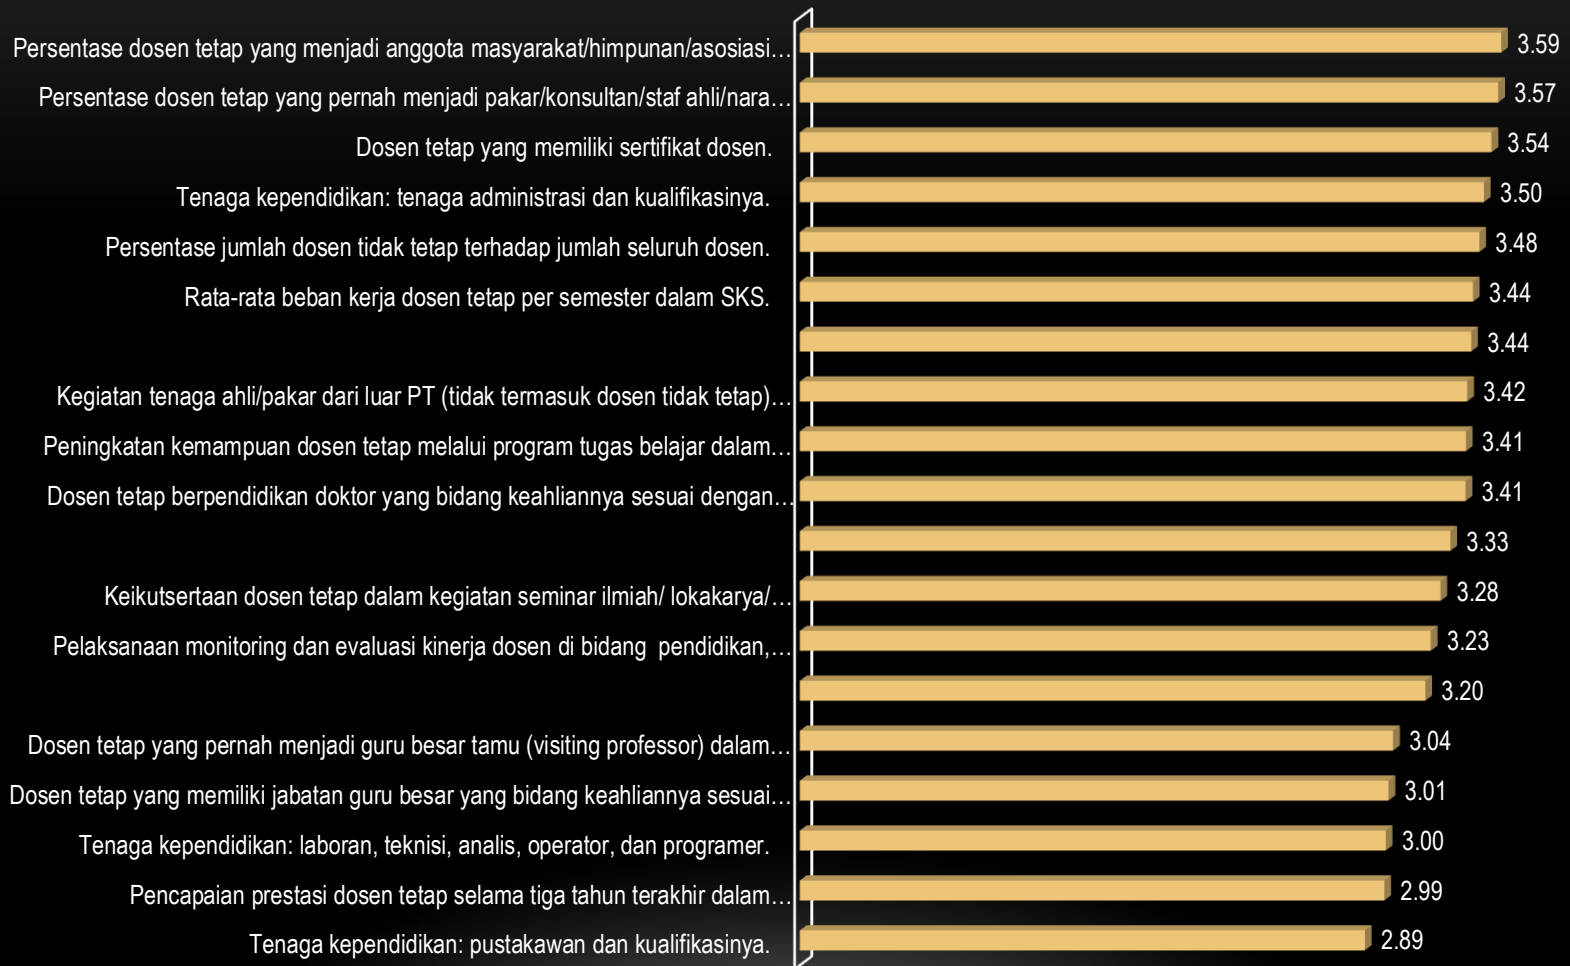 Persentase dosen tetap yang menjadi anggota masyarakat/himpunan/asosiasi… 3.59
Persentase dosen tetap yang pernah menjadi pakar/konsultan/staf ahli/nara… 3.57
Dosen tetap yang memiliki sertifikat dosen. 3.54
Tenaga kependidikan: tenaga administrasi dan kualifikasinya. 3.50
Persentase jumlah dosen tidak tetap terhadap jumlah seluruh dosen. 3.48
Rata-rata beban kerja dosen tetap per semester dalam SKS. 3.44
3.44
Kegiatan tenaga ahli/pakar dari luar PT (tidak termasuk dosen tidak tetap)… 3.42
Peningkatan kemampuan dosen tetap melalui program tugas belajar dalam… 3.41
Dosen tetap berpendidikan doktor yang bidang keahliannya sesuai dengan… 3.41
3.33
Keikutsertaan dosen tetap dalam kegiatan seminar ilmiah/ lokakarya/… 3.28
Pelaksanaan monitoring dan evaluasi kinerja dosen di bidang  pendidikan,… 3.23
3.20
Dosen tetap yang pernah menjadi guru besar tamu (visiting professor) dalam… 3.04
Dosen tetap yang memiliki jabatan guru besar yang bidang keahliannya sesuai… 3.01
Tenaga kependidikan: laboran, teknisi, analis, operator, dan programer. 3.00
Pencapaian prestasi dosen tetap selama tiga tahun terakhir dalam… 2.99
Tenaga kependidikan: pustakawan dan kualifikasinya. 2.89